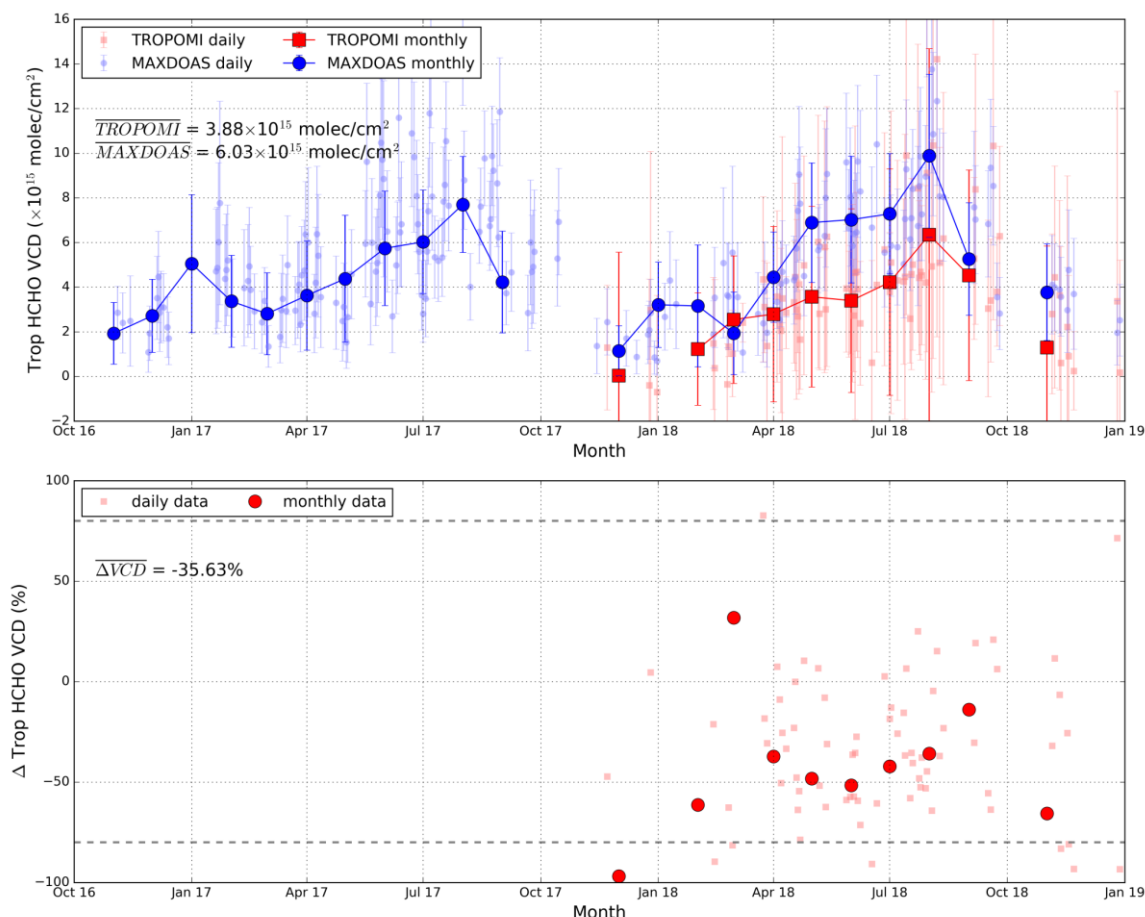 16
14
12
10
8
6
4
2
0
−2
Trop HCHO VCD (×10¹⁵ molec/cm²)
TROPOMI daily TROPOMI monthly
MAXDOAS daily MAXDOAS monthly
TROPOMI = 3.88×10¹⁵ molec/cm²
MAXDOAS = 6.03×10¹⁵ molec/cm²
Oct 16 Jan 17 Apr 17 Jul 17 Oct 17 Jan 18 Apr 18 Jul 18 Oct 18 Jan 19
Month
100
50
0
−50
−100
Δ Trop HCHO VCD (%)
daily data monthly data
ΔVCD = -35.63%
Oct 16 Jan 17 Apr 17 Jul 17 Oct 17 Jan 18 Apr 18 Jul 18 Oct 18 Jan 19
Month